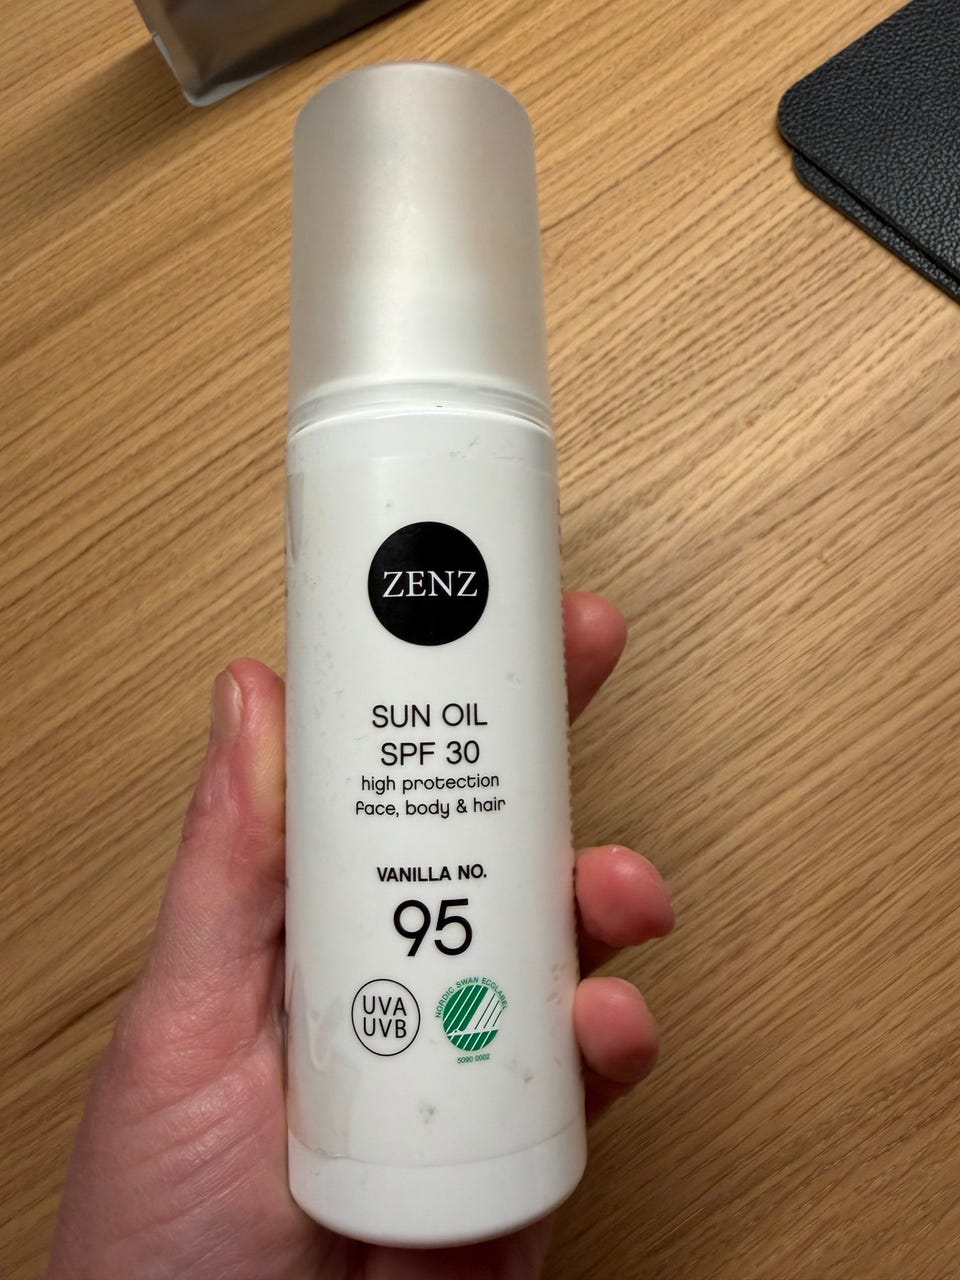 ZENZ
SUN OIL
SPF 30
high protection
face, body & hair
VANILLA NO.
95
UVA
UVB
NORDIC SWAN ECOLABEL
5090 0002